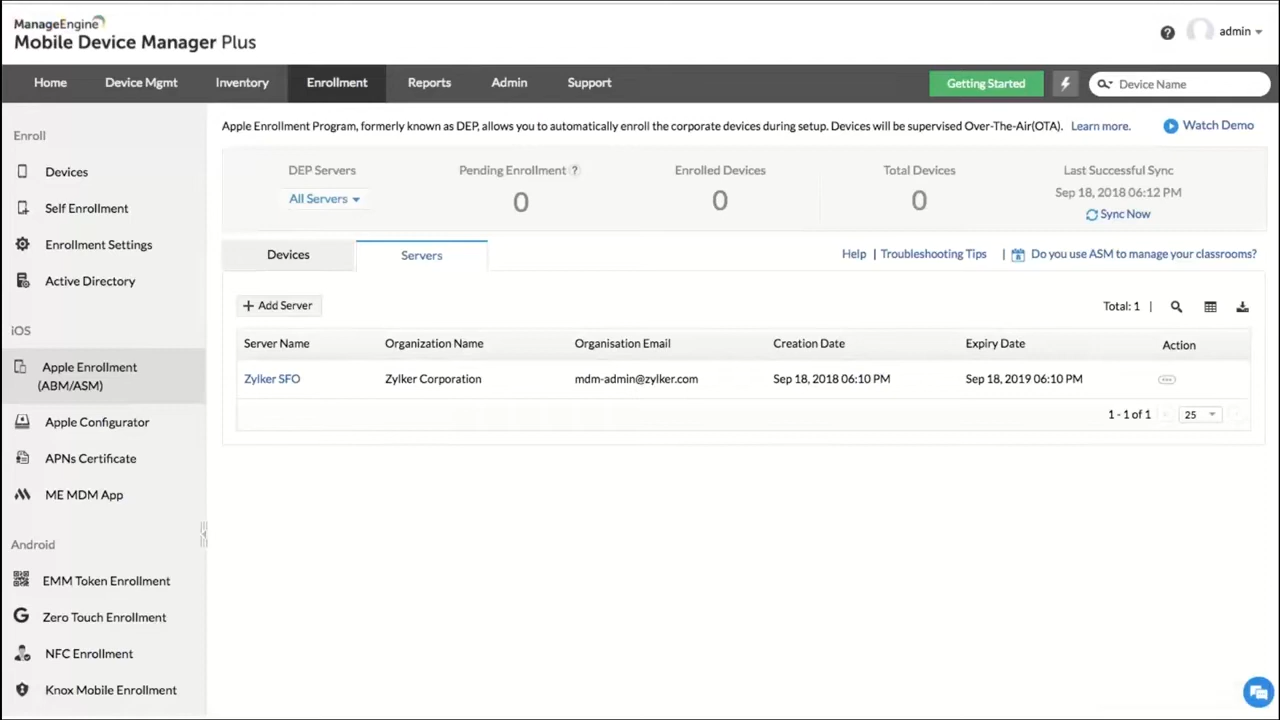 ManageEngine
Mobile Device Manager Plus
admin
Home Device Mgmt Inventory Enrollment Reports Admin Support Getting Started Device Name
Enroll
Devices
Self Enrollment
Enrollment Settings
Active Directory
iOS
Apple Enrollment
(ABM/ASM)
Apple Configurator
APNs Certificate
ME MDM App
Android
EMM Token Enrollment
Zero Touch Enrollment
NFC Enrollment
Knox Mobile Enrollment
Apple Enrollment Program, formerly known as DEP, allows you to automatically enroll the corporate devices during setup. Devices will be supervised Over-The-Air(OTA). Learn more. Watch Demo
DEP Servers Pending Enrollment ? Enrolled Devices Total Devices Last Successful Sync
All Servers 0 0 0 Sep 18, 2018 06:12 PM
Sync Now
Devices Servers Help | Troubleshooting Tips | Do you use ASM to manage your classrooms?
+ Add Server Total: 1 |
Server Name Organization Name Organisation Email Creation Date Expiry Date Action
Zylker SFO Zylker Corporation mdm-admin@zylker.com Sep 18, 2018 06:10 PM Sep 18, 2019 06:10 PM
1 - 1 of 1 25